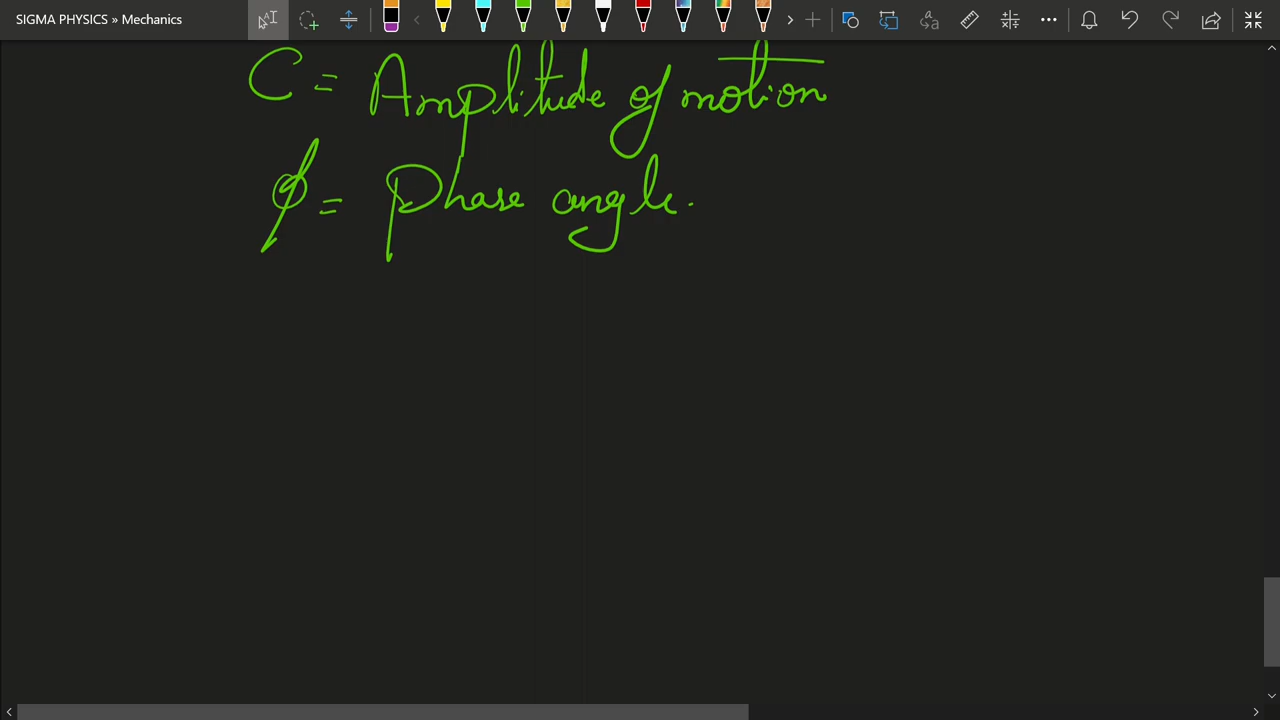 SIGMA PHYSICS » Mechanics
C = Amplitude of motion
ϕ = Phase angle.